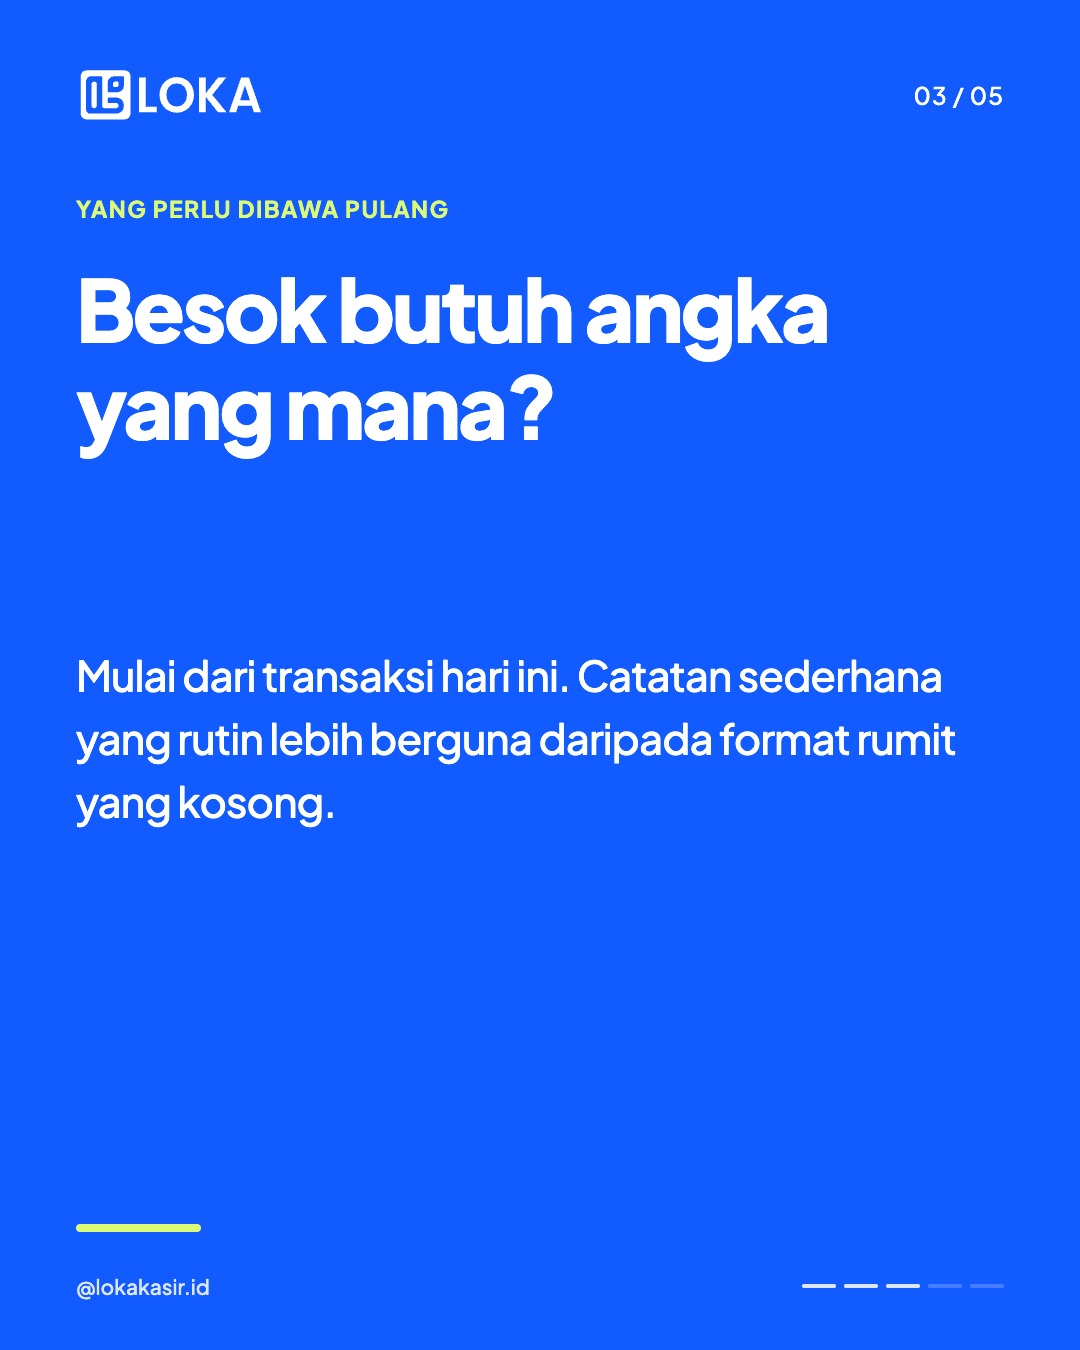 LOKA
03 / 05
YANG PERLU DIBAWA PULANG
Besok butuh angka
yang mana?
Mulai dari transaksi hari ini. Catatan sederhana
yang rutin lebih berguna daripada format rumit
yang kosong.
@lokakasir.id